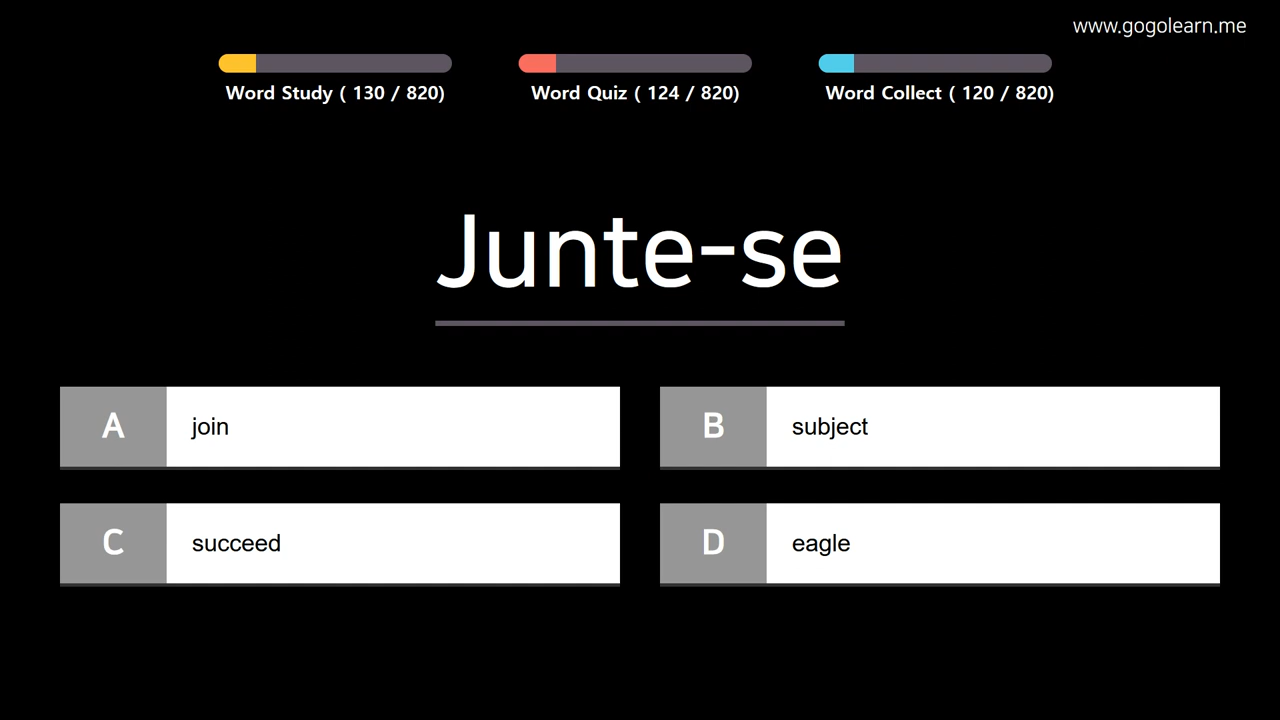 www.gogolearn.me
Word Study ( 130 / 820)
Word Quiz ( 124 / 820)
Word Collect ( 120 / 820)
Junte-se
A join
B subject
C succeed
D eagle